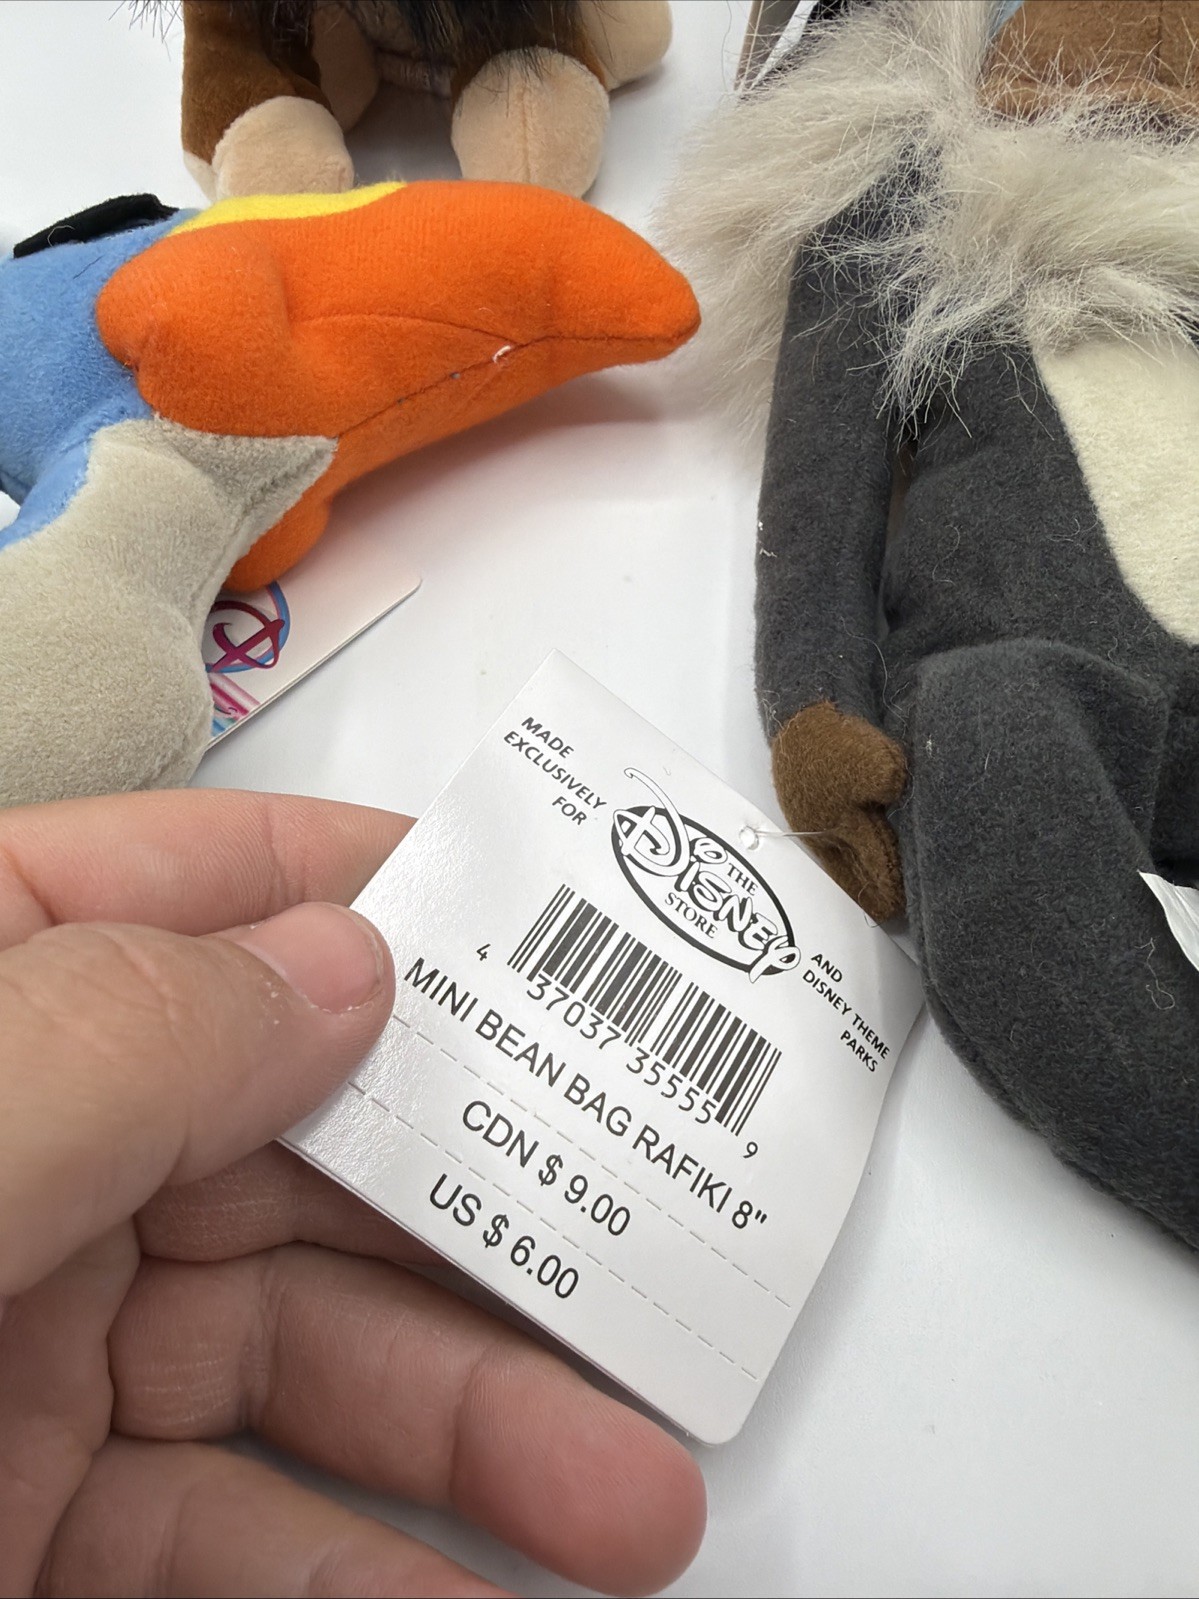 MADE
EXCLUSIVELY
FOR
THE
DISNEY
STORE
AND
DISNEY THEME
PARKS
4 37037 35555 9
MINI BEAN BAG RAFIKI 8"
CDN $ 9.00
US $ 6.00